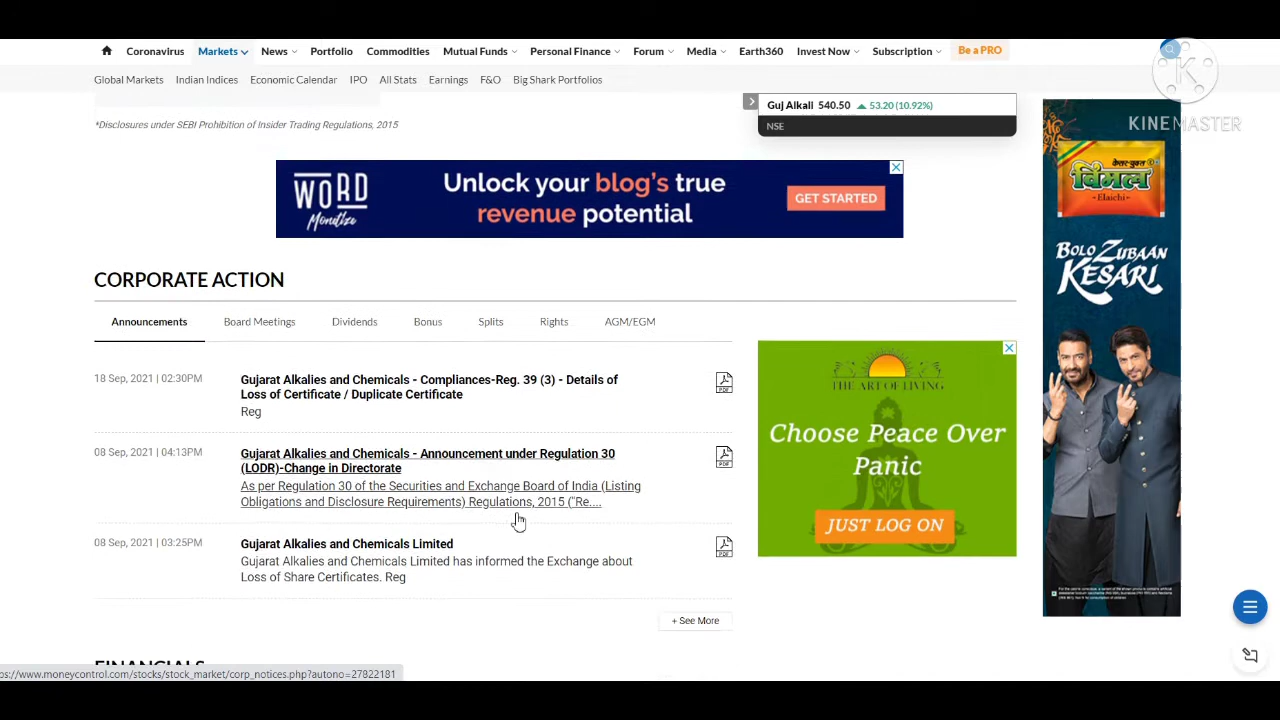 Coronavirus Markets News Portfolio Commodities Mutual Funds Personal Finance Forum Media Earth360 Invest Now Subscription Be a PRO
Global Markets Indian Indices Economic Calendar IPO All Stats Earnings F&O Big Shark Portfolios
K
KINEMASTER
Guj Alkali 540.50 53.20 (10.92%)
NSE
*Disclosures under SEBI Prohibition of Insider Trading Regulations, 2015
WORD
Monetize
Unlock your blog's true
revenue potential
GET STARTED
केसर-युक्त
विमल
Elaichi
BOLO ZUBAAN
KESARI
CORPORATE ACTION
Announcements Board Meetings Dividends Bonus Splits Rights AGM/EGM
18 Sep, 2021 | 02:30PM
Gujarat Alkalies and Chemicals - Compliances-Reg. 39 (3) - Details of
Loss of Certificate / Duplicate Certificate
Reg
PDF
08 Sep, 2021 | 04:13PM
Gujarat Alkalies and Chemicals - Announcement under Regulation 30
(LODR)-Change in Directorate
As per Regulation 30 of the Securities and Exchange Board of India (Listing
Obligations and Disclosure Requirements) Regulations, 2015 ("Re....
PDF
08 Sep, 2021 | 03:25PM
Gujarat Alkalies and Chemicals Limited
Gujarat Alkalies and Chemicals Limited has informed the Exchange about
Loss of Share Certificates. Reg
PDF
+ See More
THE ART OF LIVING
Choose Peace Over
Panic
JUST LOG ON
FINANCIALS
ps://www.moneycontrol.com/stocks/stock_market/corp_notices.php?autono=27822181